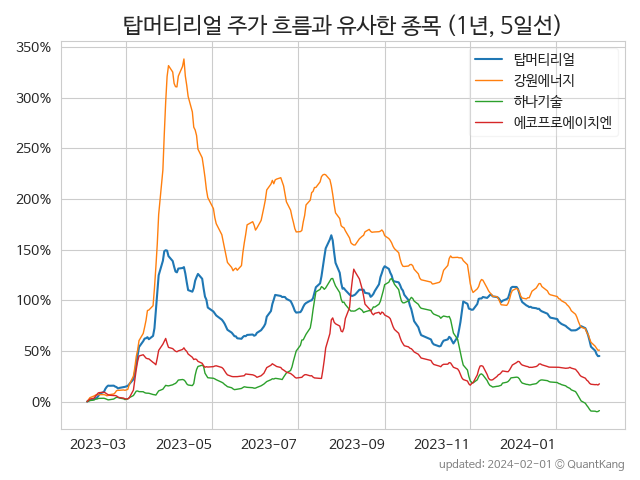 탑머티리얼 주가 흐름과 유사한 종목 (1년, 5일선)
350%
300%
250%
200%
150%
100%
50%
0%
탑머티리얼
강원에너지
하나기술
에코프로에이치엔
2023-03 2023-05 2023-07 2023-09 2023-11 2024-01
updated: 2024-02-01 © QuantKang